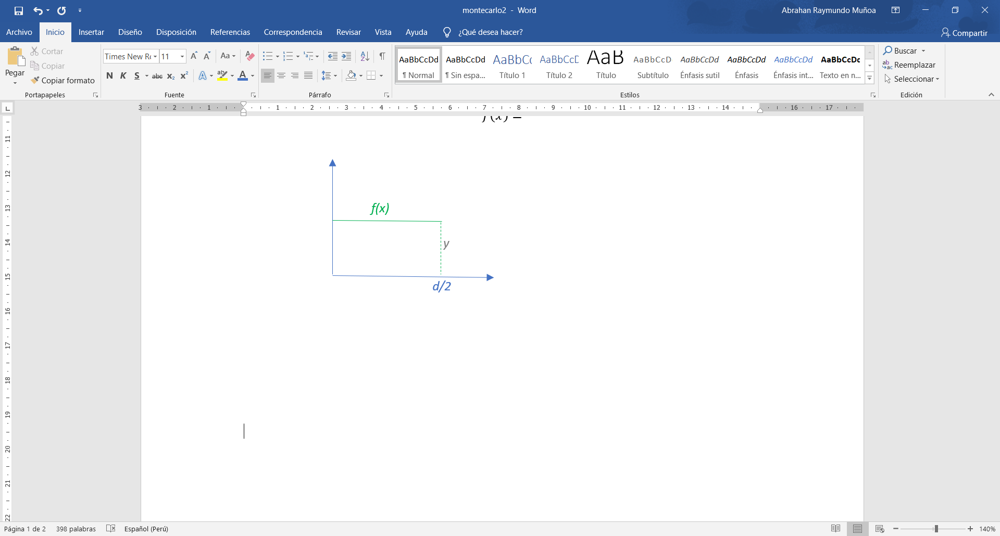 montecarlo2 - Word
Abrahan Raymundo Muñoa
Archivo Inicio Insertar Diseño Disposición Referencias Correspondencia Revisar Vista Ayuda ¿Qué desea hacer? Compartir
Pegar
Cortar
Copiar
Copiar formato
Portapapeles
Times New Ro 11
Aa
N K S abc x₂ x²
A A
Fuente
Párrafo
AaBbCcDd AaBbCcDd AaBbC AaBbCcD AaB AaBbCcD AaBbCcDd AaBbCcDd AaBbCcDd AaBbCcDc
¶ Normal ¶ Sin espa... Título 1 Título 2 Título Subtítulo Énfasis sutil Énfasis Énfasis int... Texto en n...
Estilos
Buscar
Reemplazar
Seleccionar
Edición
3 2 1 1 2 3 4 5 6 7 8 9 10 11 12 13 14 16 17
f(x) =
f(x)
y
d/2
11
12
13
14
15
16
17
18
19
20
21
22
Página 1 de 2 398 palabras Español (Perú) 140%